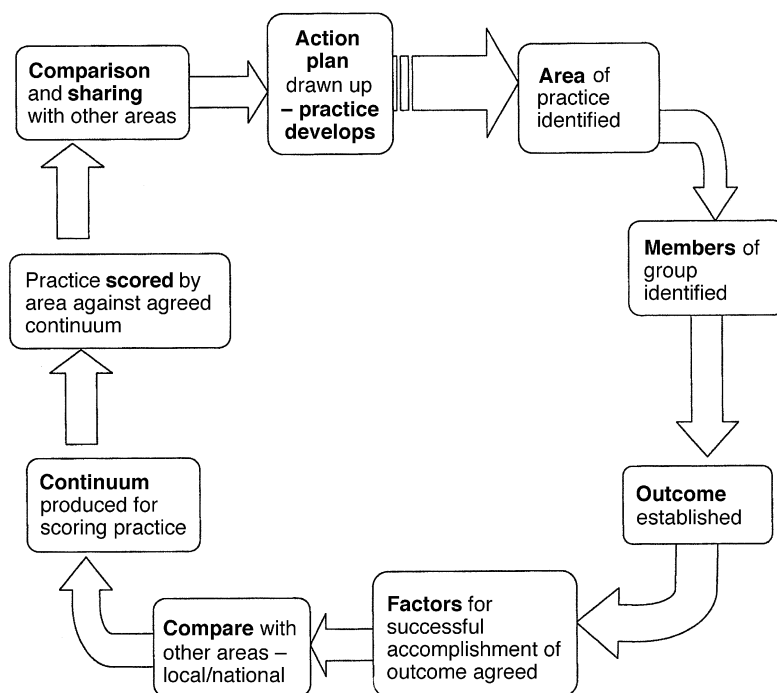 Comparison
and sharing
with other areas
Action
plan
drawn up
– practice
develops
Area of
practice
identified
Members of
group
identified
Outcome
established
Factors for
successful
accomplishment of
outcome agreed
Compare with
other areas –
local/national
Continuum
produced for
scoring practice
Practice scored by
area against agreed
continuum